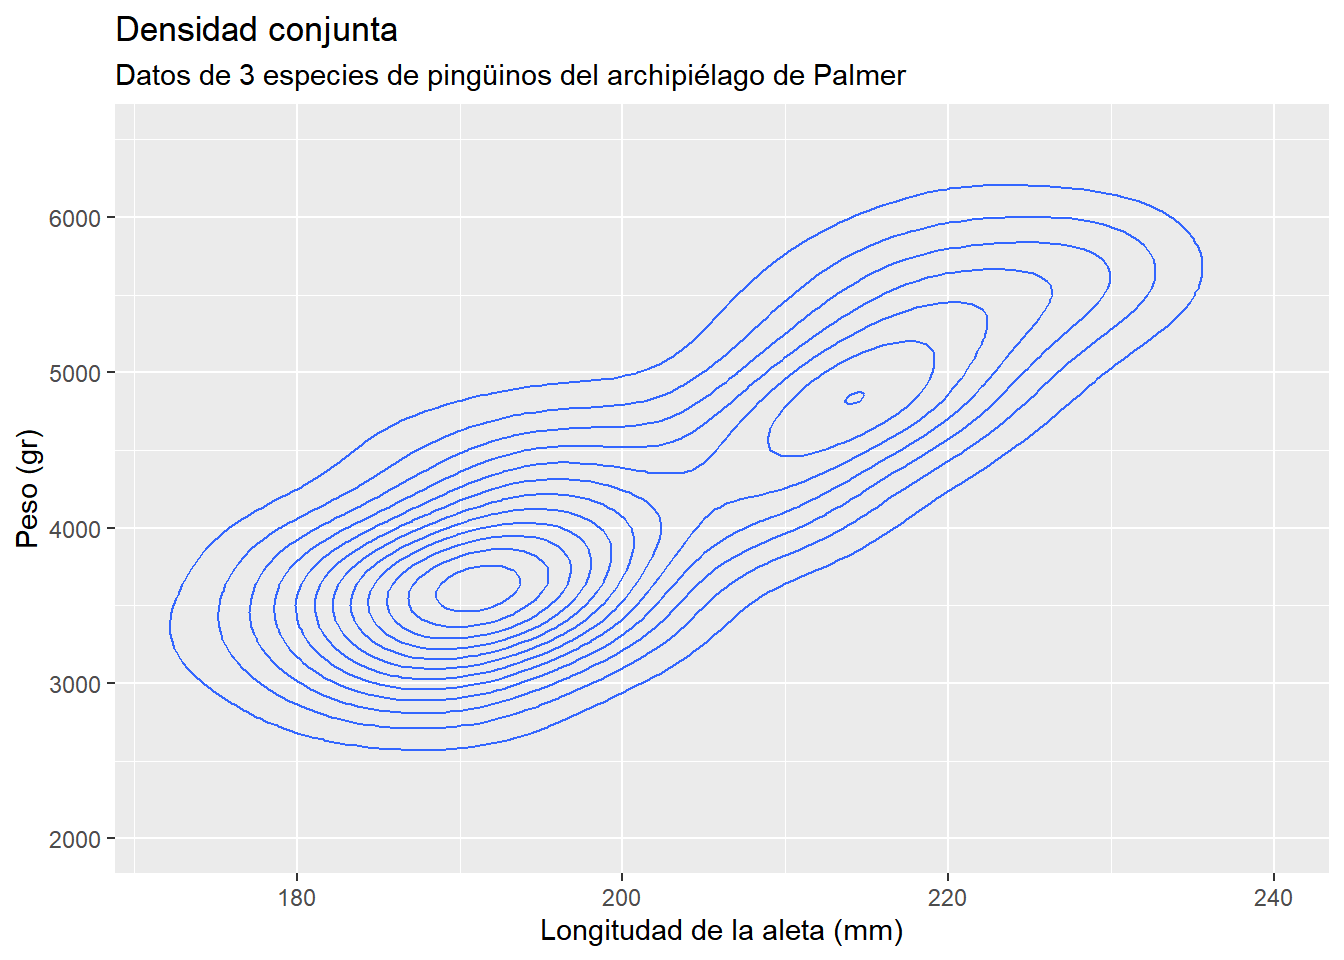 Densidad conjunta
Datos de 3 especies de pingüinos del archipiélago de Palmer
Peso (gr)
6000
5000
4000
3000
2000
180 200 220 240
Longitud de la aleta (mm)